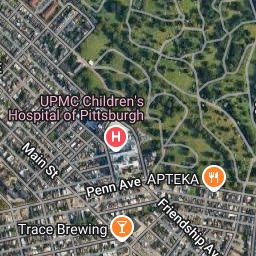 UPMC Children's
Hospital of Pittsburgh
H
Main St
Penn Ave
APTEKA
Friendship Av
Trace Brewing